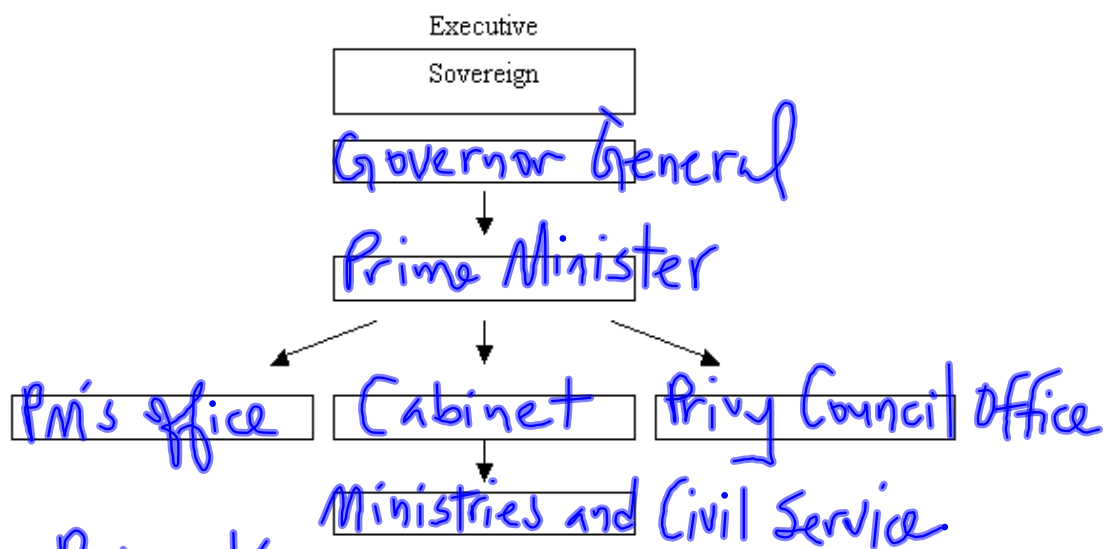 Executive
Sovereign
Governor General
Prime Minister
PM's office Cabinet Privy Council Office
Ministries and Civil Service.